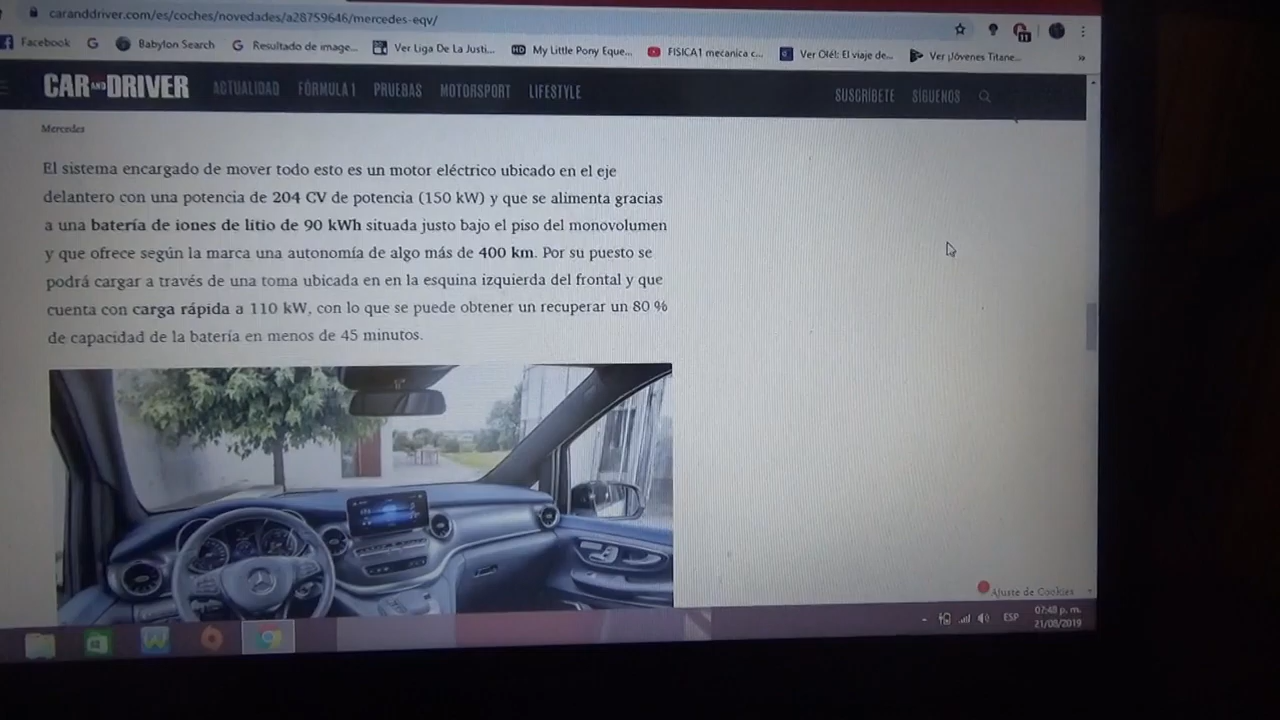 caranddriver.com/es/coches/novedades/a28759646/mercedes-eqv/
Facebook G Babylon Search G Resultado de image... Ver Liga De La Justi... HD My Little Pony Eque... FISICA1 mecanica c... Ver Olé!: El viaje de... Ver ¡Jóvenes Titane... »
11
CAR AND DRIVER ACTUALIDAD FÓRMULA 1 PRUEBAS MOTORSPORT LIFESTYLE SUSCRÍBETE SÍGUENOS
Mercedes
El sistema encargado de mover todo esto es un motor eléctrico ubicado en el eje
delantero con una potencia de 204 CV de potencia (150 kW) y que se alimenta gracias
a una batería de iones de litio de 90 kWh situada justo bajo el piso del monovolumen
y que ofrece según la marca una autonomía de algo más de 400 km. Por su puesto se
podrá cargar a través de una toma ubicada en en la esquina izquierda del frontal y que
cuenta con carga rápida a 110 kW, con lo que se puede obtener un recuperar un 80 %
de capacidad de la batería en menos de 45 minutos.
Ajuste de Cookies
ESP 07:48 p. m.
21/08/2019